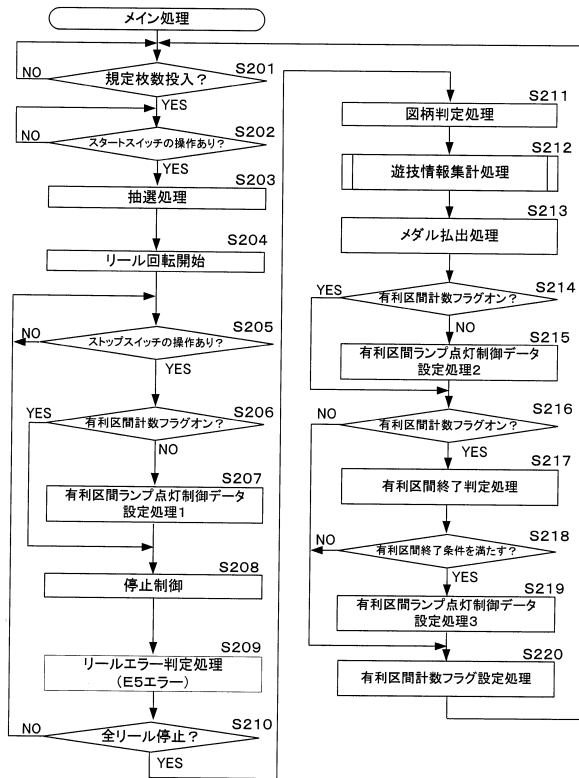 メイン処理
S201
規定枚数投入？
NO
YES
S202
スタートスイッチの操作あり？
NO
YES
S203
抽選処理
S204
リール回転開始
S205
ストップスイッチの操作あり？
NO
YES
S206
有利区間計数フラグオン？
YES
NO
S207
有利区間ランプ点灯制御データ
設定処理1
S208
停止制御
S209
リールエラー判定処理
（E5エラー）
S210
全リール停止？
NO
YES
S211
図柄判定処理
S212
遊技情報集計処理
S213
メダル払出処理
S214
有利区間計数フラグオン？
YES
NO
S215
有利区間ランプ点灯制御データ
設定処理2
S216
有利区間計数フラグオン？
NO
YES
S217
有利区間終了判定処理
S218
有利区間終了条件を満たす？
NO
YES
S219
有利区間ランプ点灯制御データ
設定処理3
S220
有利区間計数フラグ設定処理